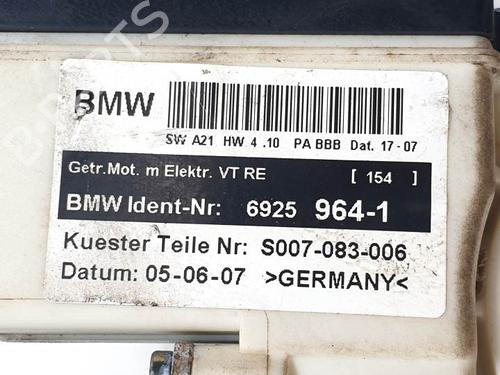 BMW
SW A21 HW 4.10 PA BBB Dat. 17-07
Getr.Mot. m Elektr. VT RE [ 154 ]
BMW Ident-Nr: 6925 964-1
Kuester Teile Nr: S007-083-006
Datum: 05-06-07 >GERMANY<